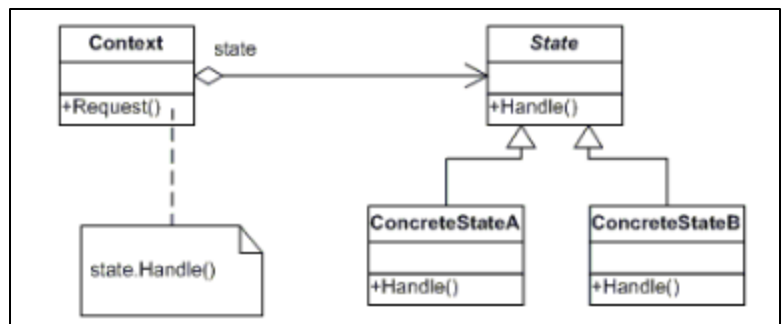 Context
+Request()
state
State
+Handle()
state.Handle()
ConcreteStateA
+Handle()
ConcreteStateB
+Handle()